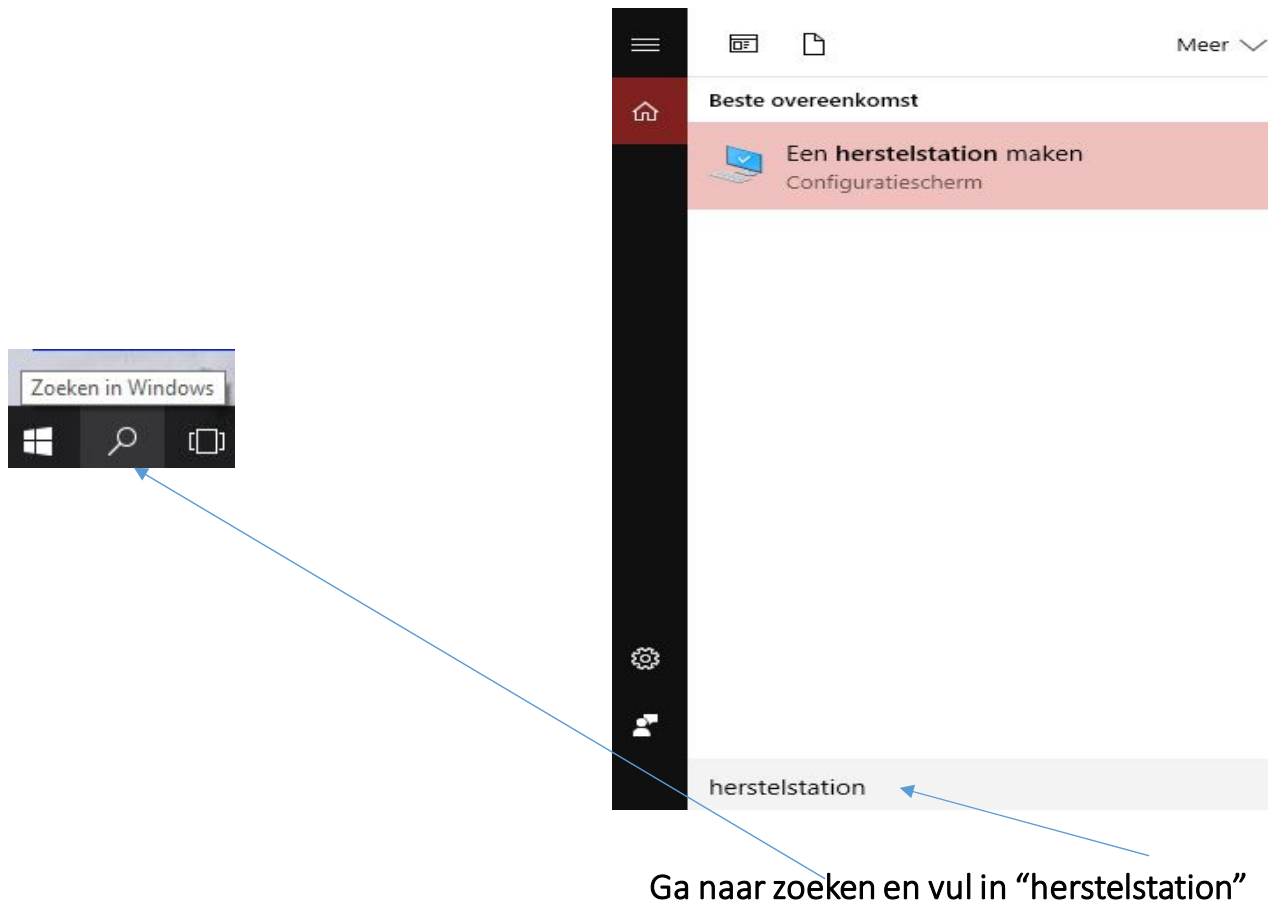 Meer
Beste overeenkomst
Een herstelstation maken
Configuratiescherm
Zoeken in Windows
herstelstation
Ga naar zoeken en vul in “herstelstation”